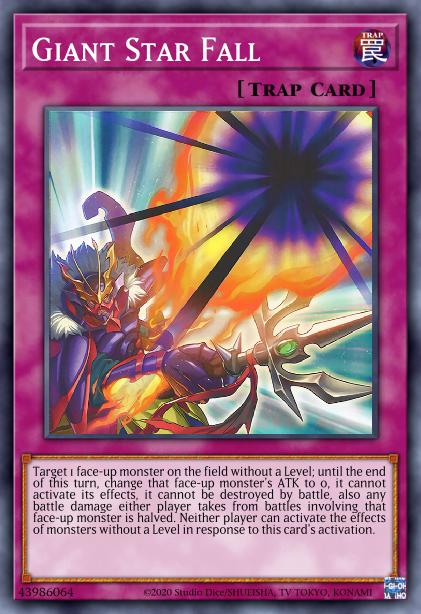 Giant Star Fall
TRAP
罠
[Trap Card]
Target 1 face-up monster on the field without a Level; until the end
of this turn, change that face-up monster's ATK to 0, it cannot
activate its effects, it cannot be destroyed by battle, also any
battle damage either player takes from battles involving that
face-up monster is halved. Neither player can activate the effects
of monsters without a Level in response to this card's activation.
43986064 ©2020 Studio Dice/SHUEISHA, TV TOKYO, KONAMI